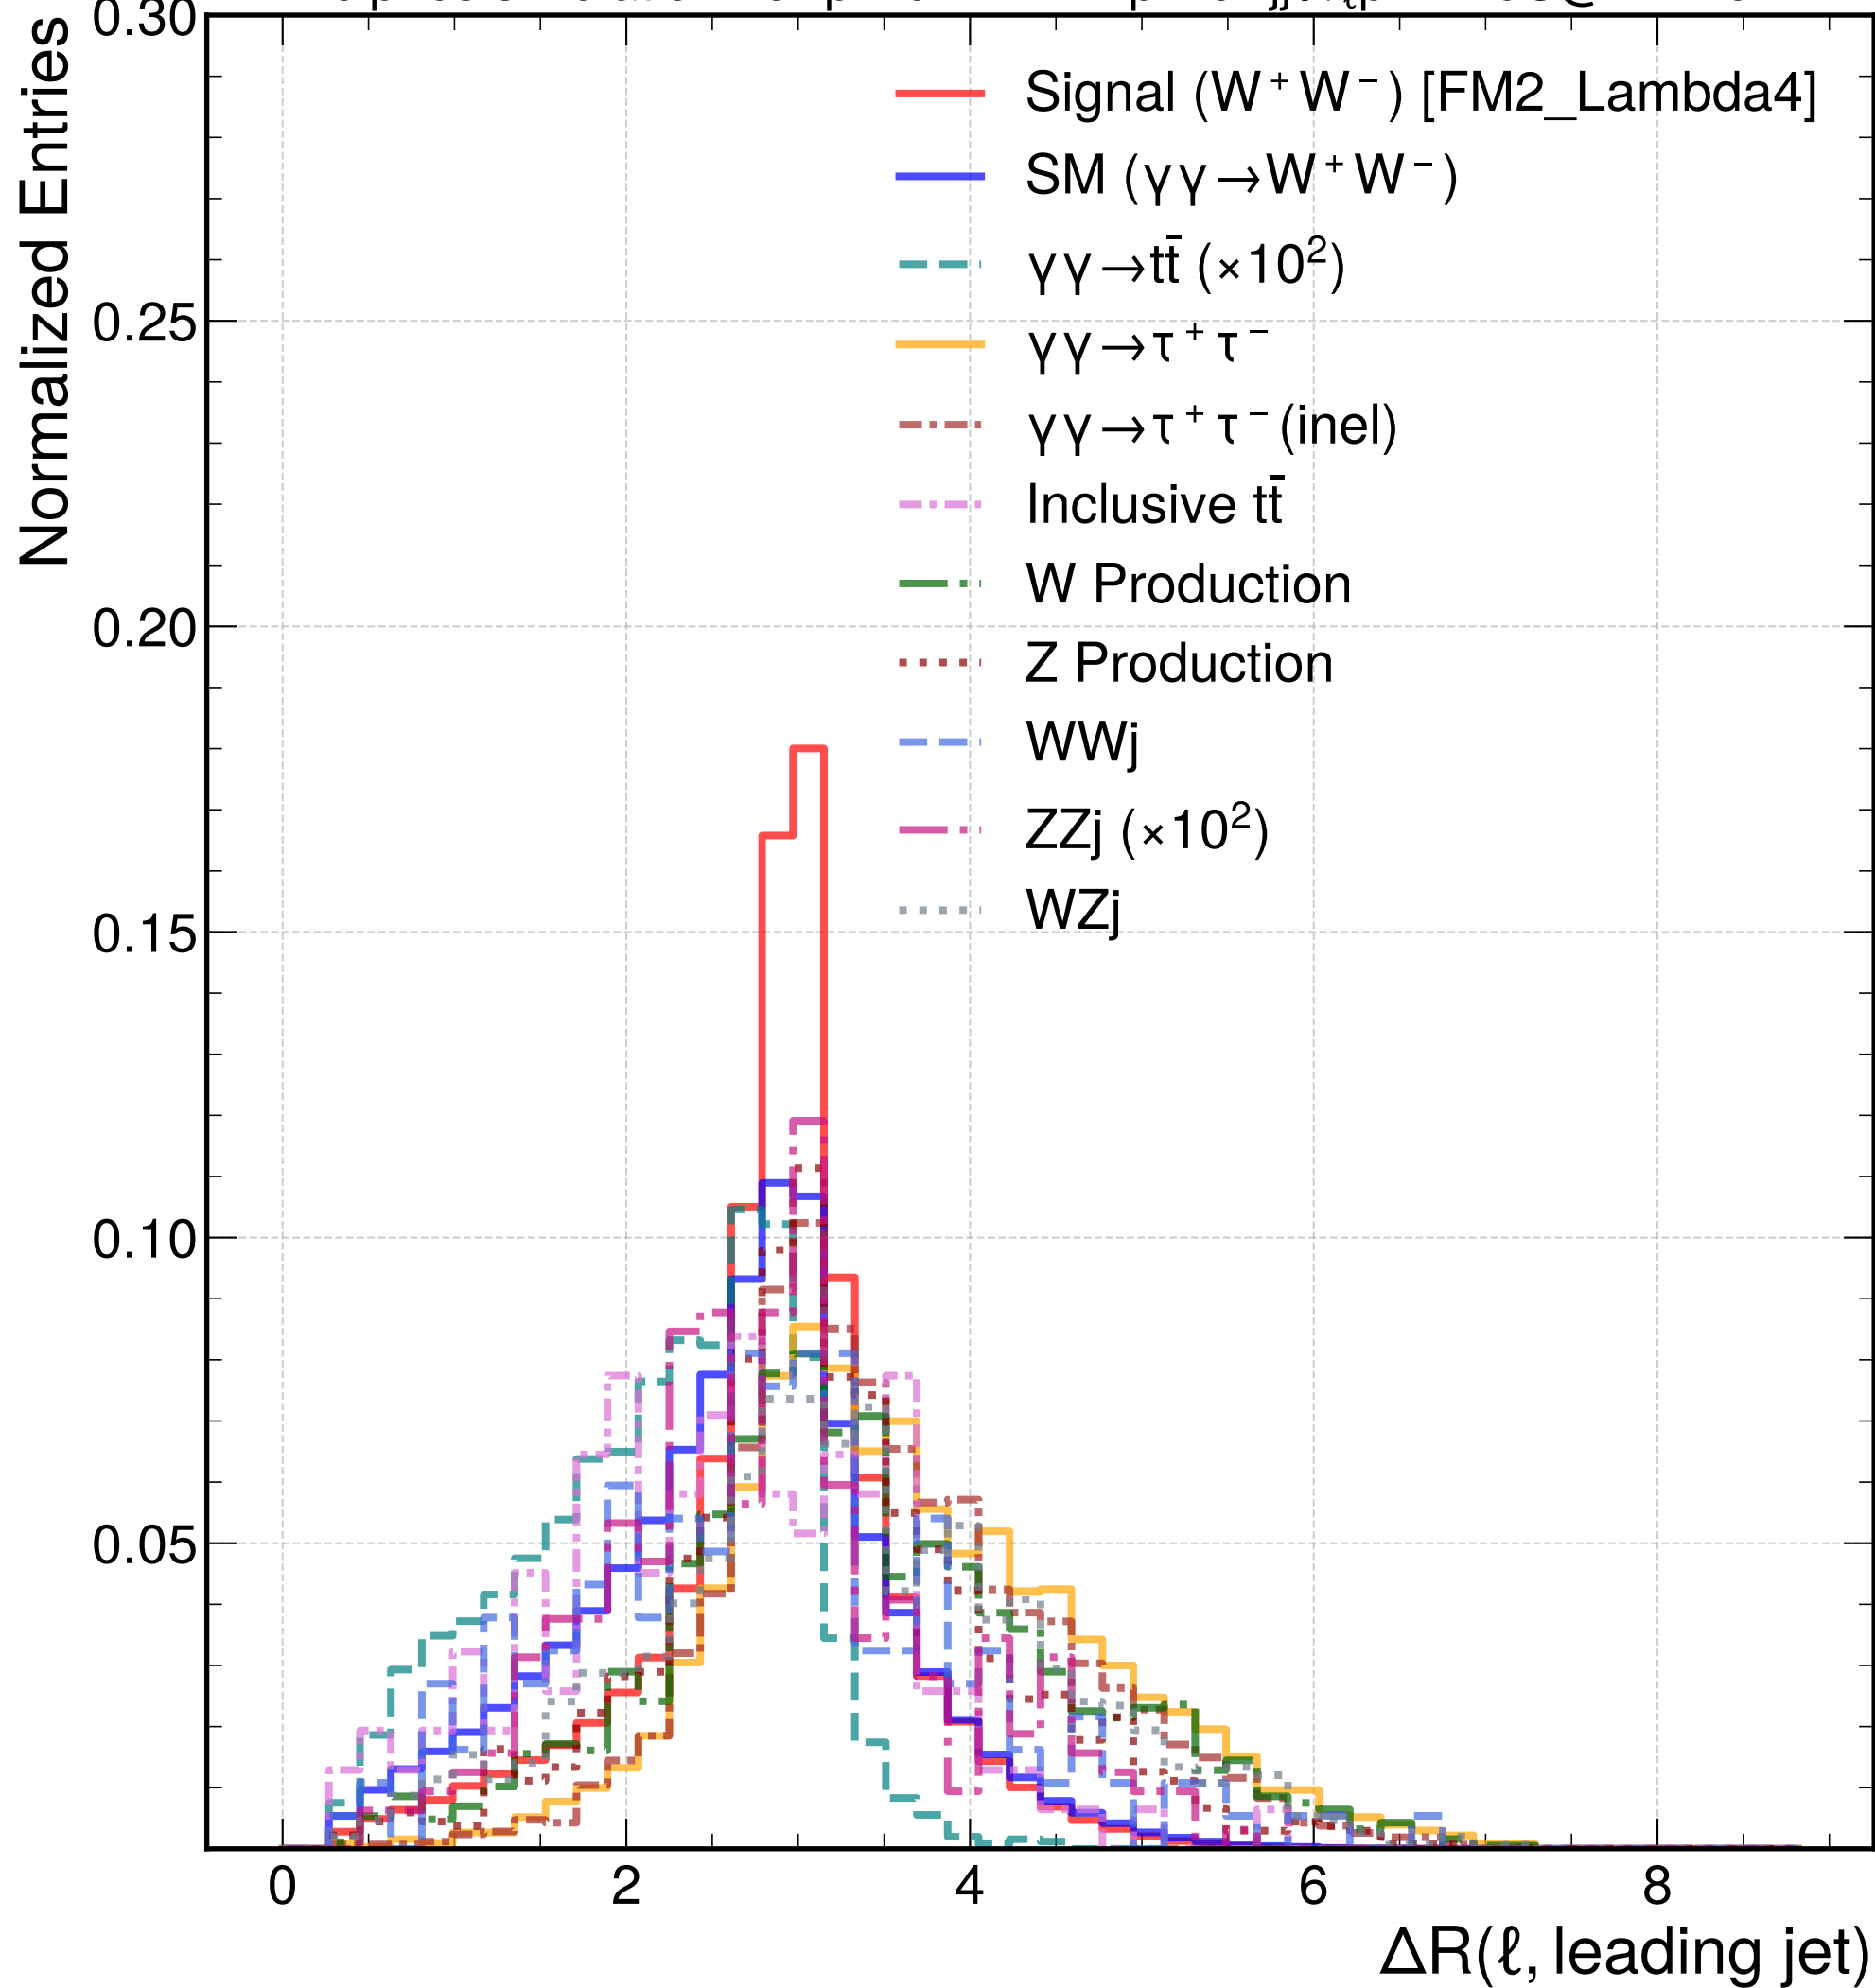 0.30
0.25
0.20
0.15
0.10
0.05
Normalized Entries
Signal (W⁺W⁻) [FM2_Lambda4]
SM (γγ→W⁺W⁻)
γγ→tt̄ (×10²)
γγ→τ⁺τ⁻
γγ→τ⁺τ⁻(inel)
Inclusive tt̄
W Production
Z Production
WWj
ZZj (×10²)
WZj
0 2 4 6 8
ΔR(ℓ, leading jet)